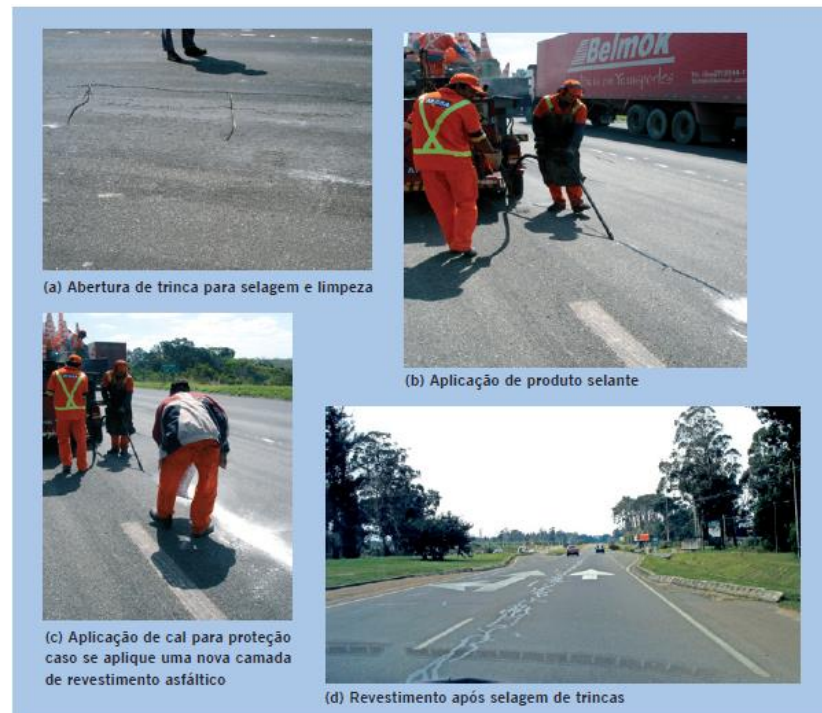 Belmok
(a) Abertura de trinca para selagem e limpeza
(b) Aplicação de produto selante
(c) Aplicação de cal para proteção
caso se aplique uma nova camada
de revestimento asfáltico
(d) Revestimento após selagem de trincas